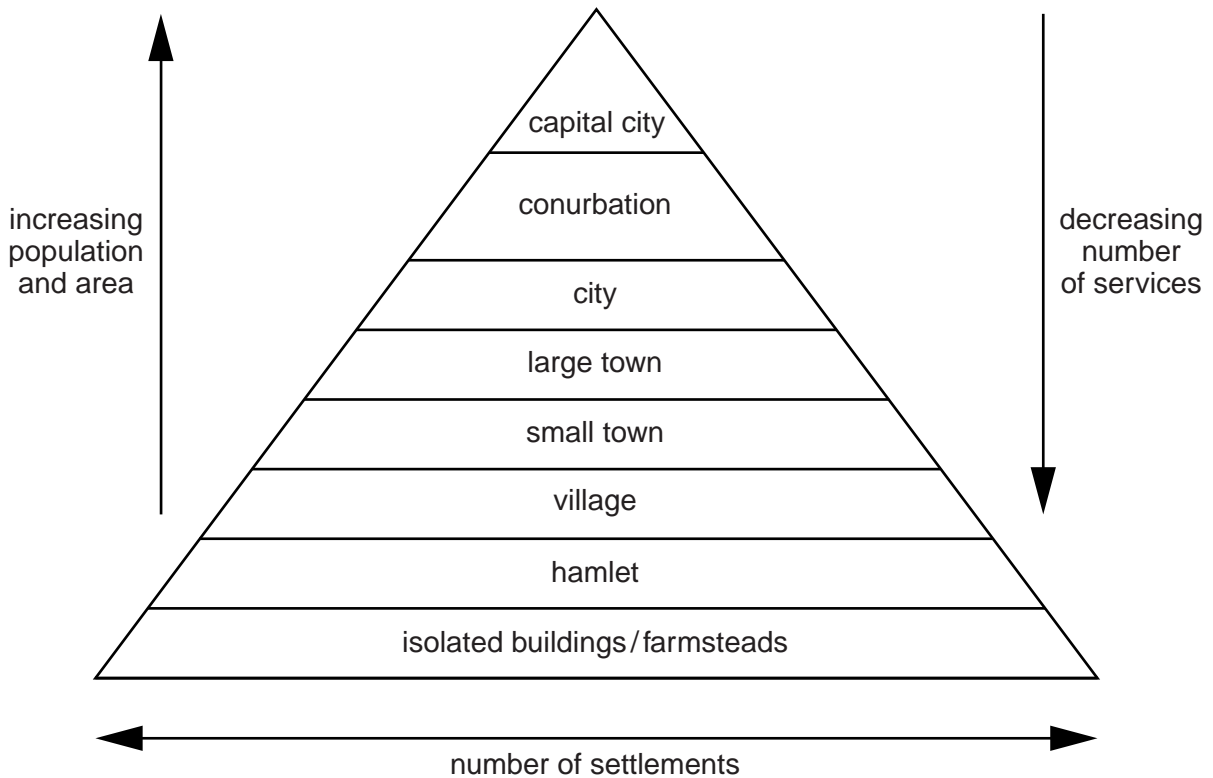 capital city
conurbation
increasing
population
and area
decreasing
number
of services
city
large town
small town
village
hamlet
isolated buildings/farmsteads
number of settlements